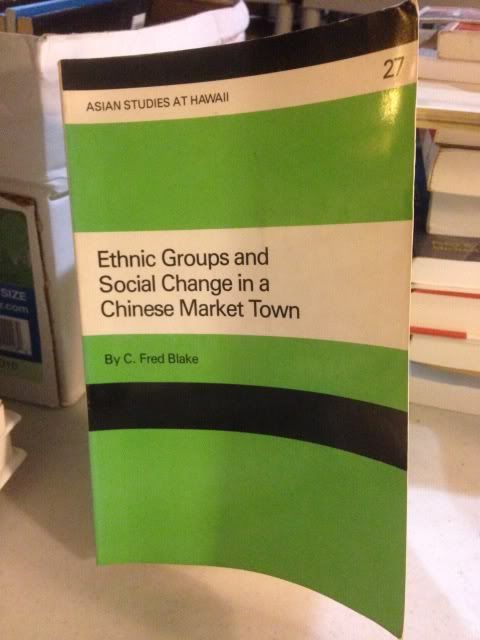 27
ASIAN STUDIES AT HAWAII
Ethnic Groups and
Social Change in a
Chinese Market Town
By C. Fred Blake
SIZE